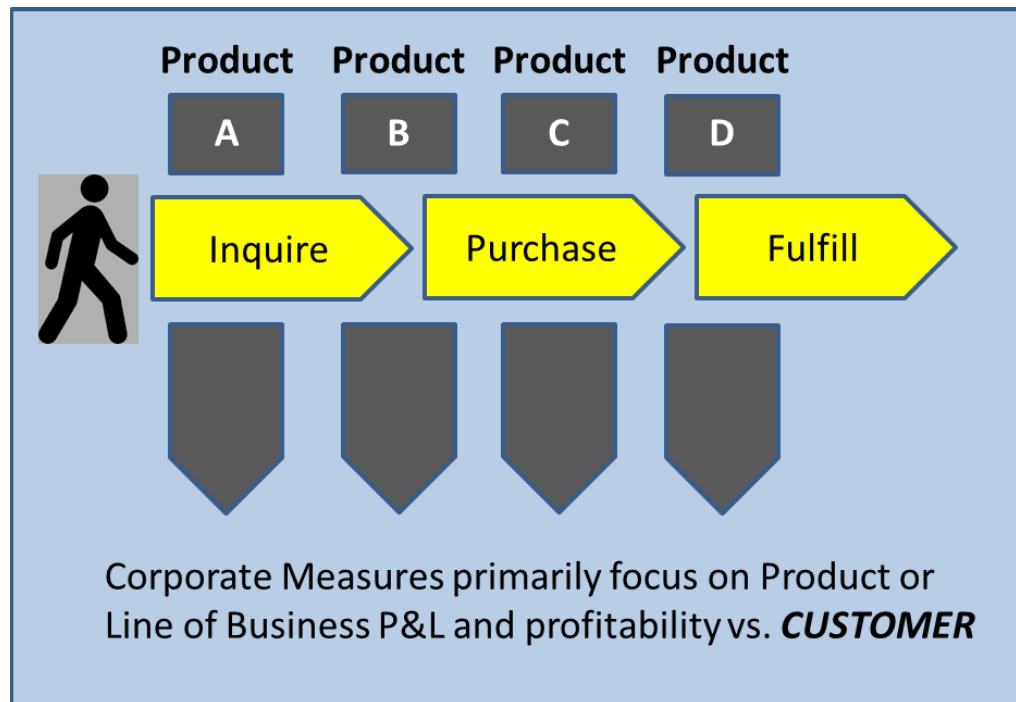 Product Product Product Product
A B C D
Inquire Purchase Fulfill
Corporate Measures primarily focus on Product or
Line of Business P&L and profitability vs. CUSTOMER